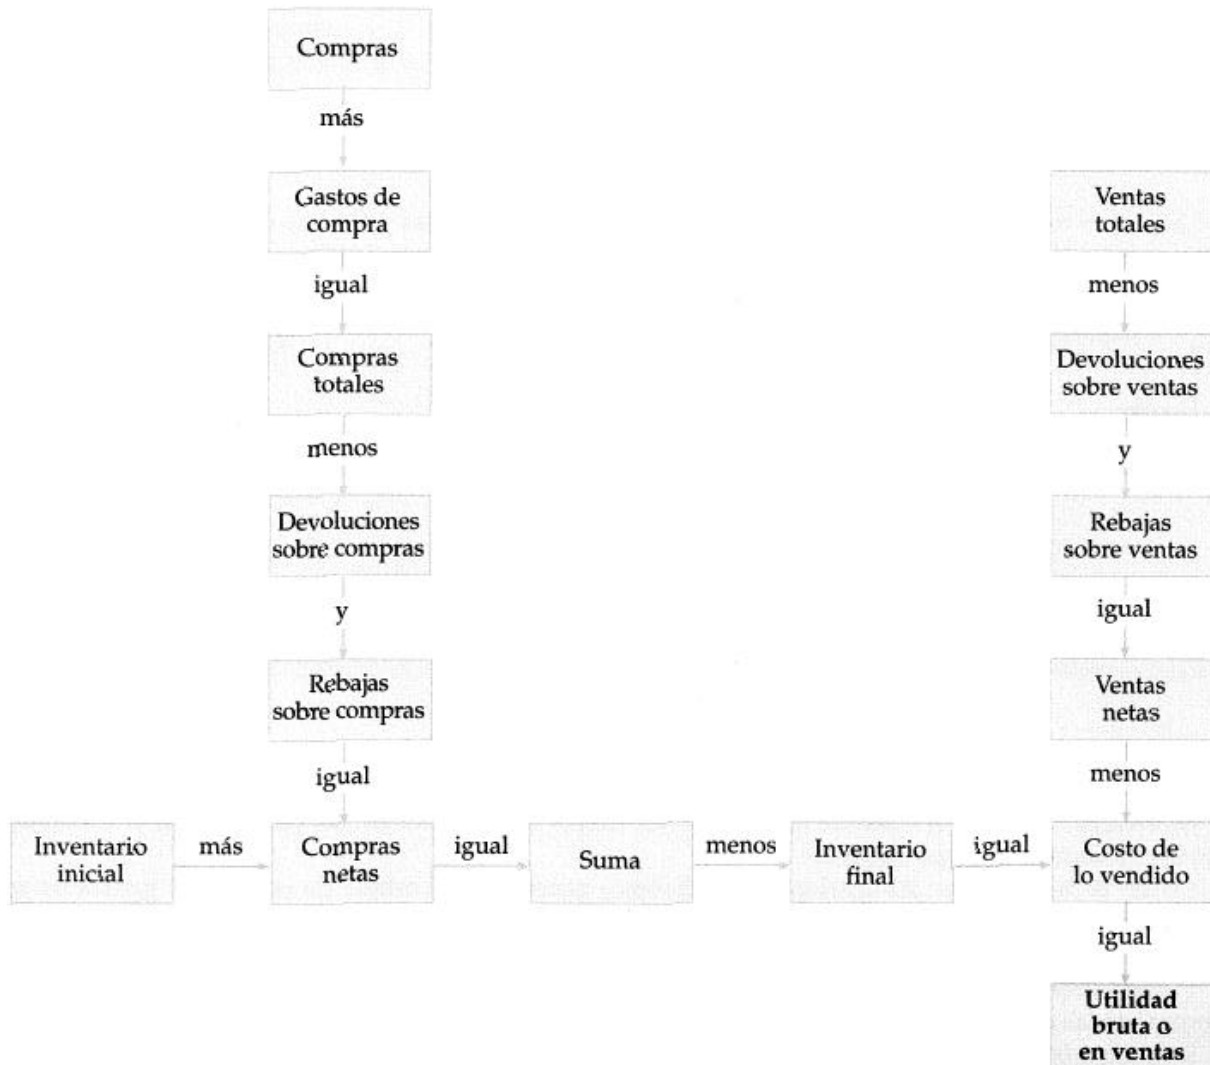 Compras
más
Gastos de
compra
igual
Compras
totales
menos
Devoluciones
sobre compras
y
Rebajas
sobre compras
igual
Ventas
totales
menos
Devoluciones
sobre ventas
y
Rebajas
sobre ventas
igual
Ventas
netas
menos
Inventario
inicial
más
Compras
netas
igual
Suma
menos
Inventario
final
igual
Costo de
lo vendido
igual
Utilidad
bruta o
en ventas